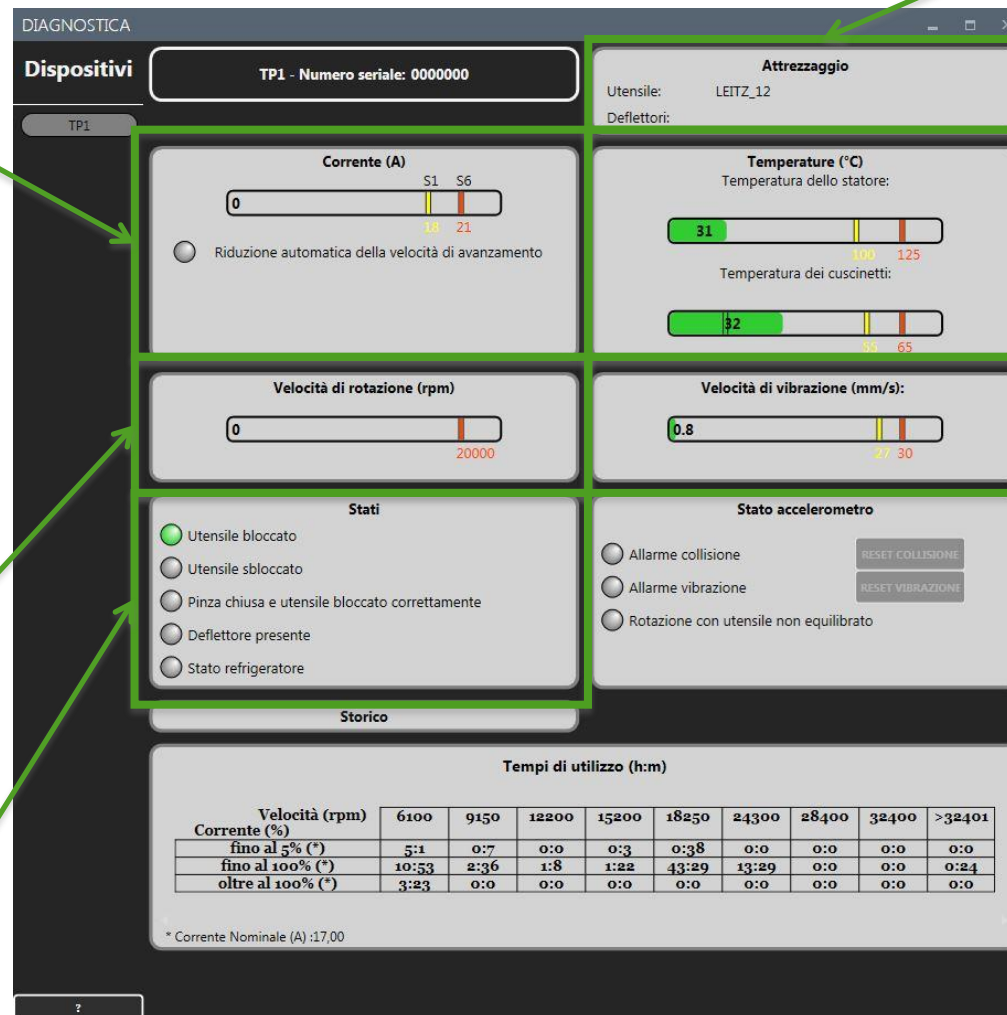 DIAGNOSTICA
Dispositivi
TP1
TP1 - Numero seriale: 0000000
Attrezzaggio
Utensile: LEITZ_12
Deflettori:
Corrente (A)
S1 S6
0
18 21
Riduzione automatica della velocità di avanzamento
Temperature (°C)
Temperatura dello statore:
31
100 125
Temperatura dei cuscinetti:
32
55 65
Velocità di rotazione (rpm)
0
20000
Velocità di vibrazione (mm/s):
0.8
27 30
Stati
Utensile bloccato
Utensile sbloccato
Pinza chiusa e utensile bloccato correttamente
Deflettore presente
Stato refrigeratore
Stato accelerometro
Allarme collisione RESET COLLISIONE
Allarme vibrazione RESET VIBRAZIONE
Rotazione con utensile non equilibrato
Storico
Tempi di utilizzo (h:m)
Velocità (rpm) 6100 9150 12200 15200 18250 24300 28400 32400 >32401
Corrente (%)
fino al 5% (*) 5:1 0:7 0:0 0:3 0:38 0:0 0:0 0:0 0:0
fino al 100% (*) 10:53 2:36 1:8 1:22 43:29 13:29 0:0 0:0 0:24
oltre al 100% (*) 3:23 0:0 0:0 0:0 0:0 0:0 0:0 0:0 0:0
* Corrente Nominale (A) :17,00
?